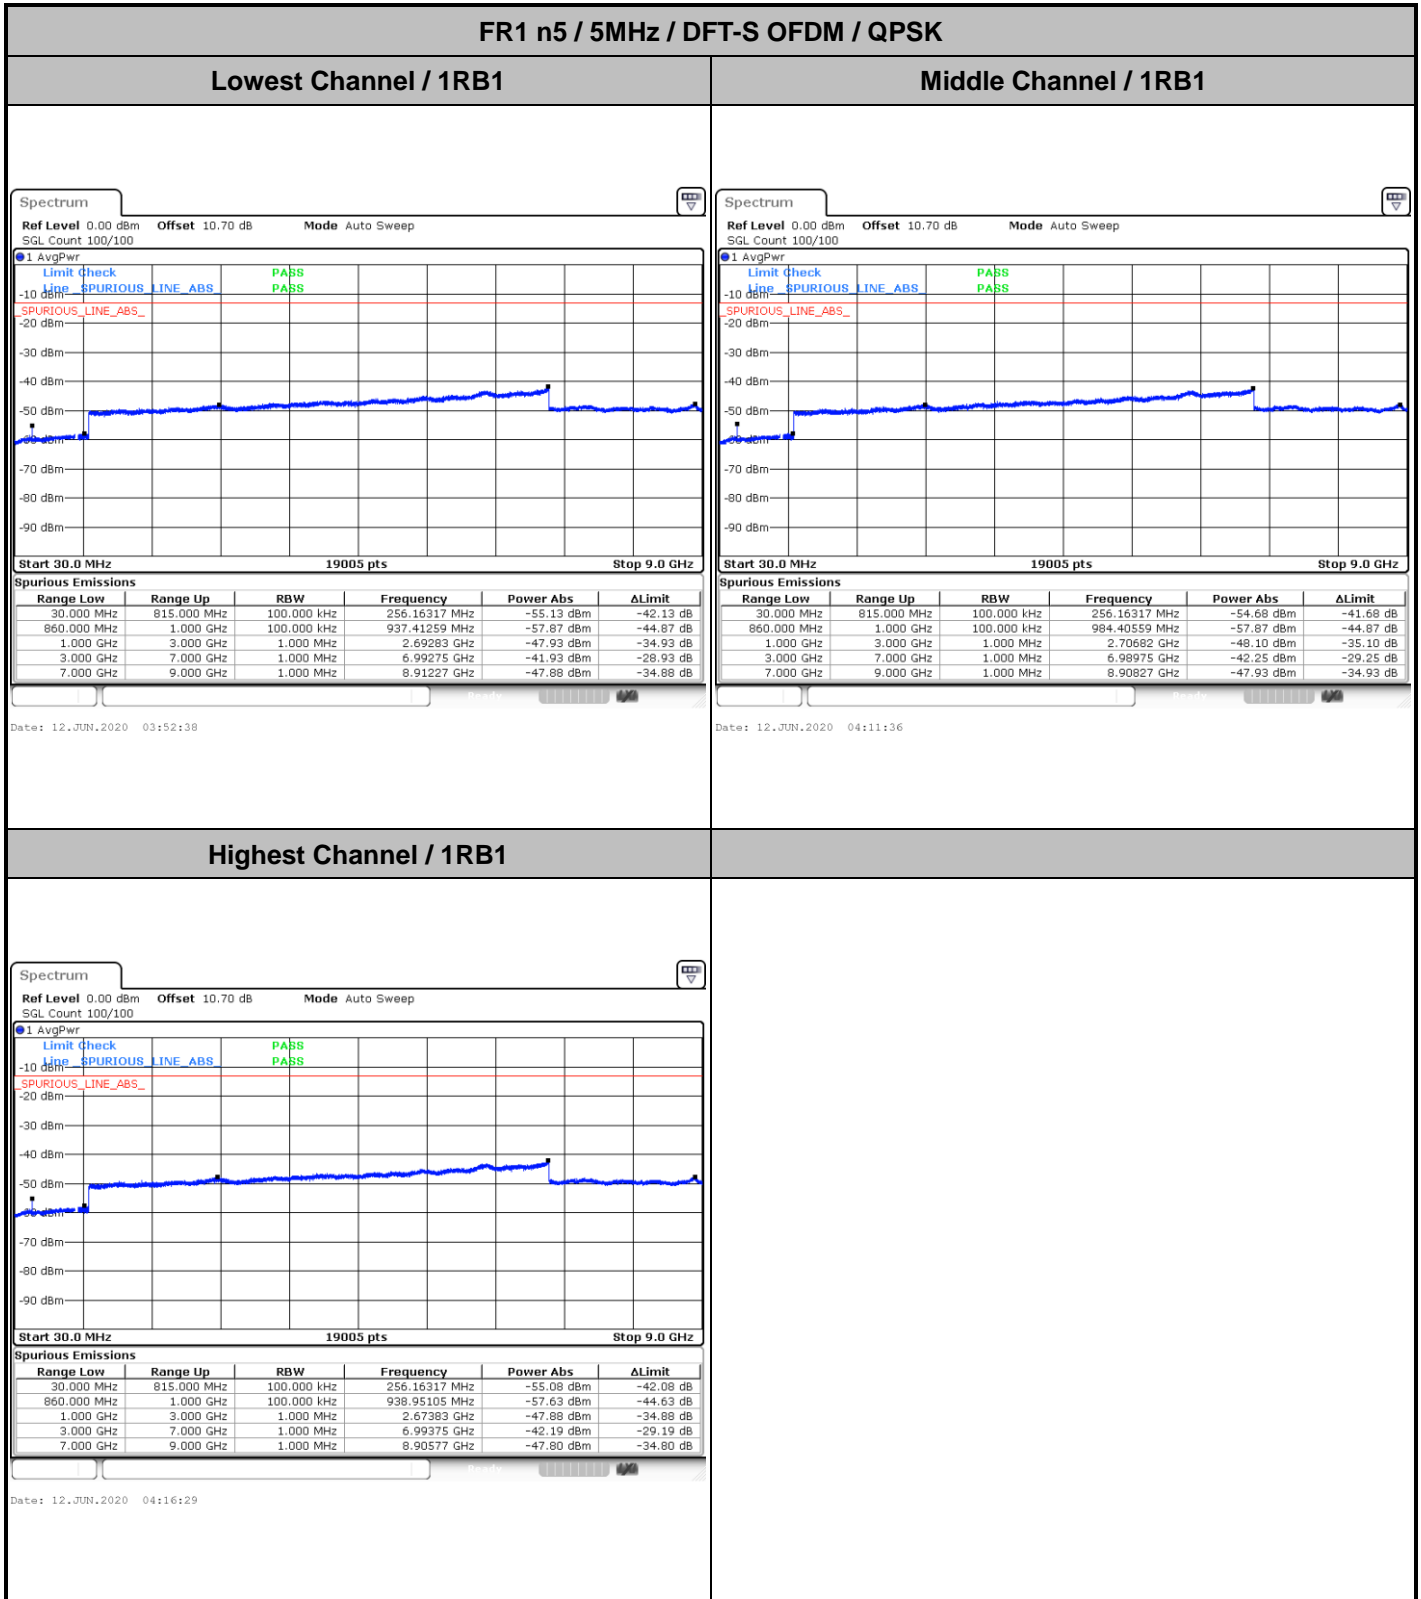 FR1 n5 / 5MHz / DFT-S OFDM / QPSK
Lowest Channel / 1RB1
Middle Channel / 1RB1
Spectrum
Ref Level 0.00 dBm Offset 10.70 dB Mode Auto Sweep
SGL Count 100/100
1 AvgPwr
Limit Check PASS
Line _SPURIOUS_LINE_ABS_ PASS
-10 dBm
_SPURIOUS_LINE_ABS_
-20 dBm
-30 dBm
-40 dBm
-50 dBm
-60 dBm
-70 dBm
-80 dBm
-90 dBm
Start 30.0 MHz 19005 pts Stop 9.0 GHz
Spurious Emissions
Range Low Range Up RBW Frequency Power Abs ΔLimit
30.000 MHz 815.000 MHz 100.000 kHz 256.16317 MHz -55.13 dBm -42.13 dB
860.000 MHz 1.000 GHz 100.000 kHz 937.41259 MHz -57.87 dBm -44.87 dB
1.000 GHz 3.000 GHz 1.000 MHz 2.69283 GHz -47.93 dBm -34.93 dB
3.000 GHz 7.000 GHz 1.000 MHz 6.99275 GHz -41.93 dBm -28.93 dB
7.000 GHz 9.000 GHz 1.000 MHz 8.91227 GHz -47.88 dBm -34.88 dB
Ready
Date: 12.JUN.2020 03:52:38
Spectrum
Ref Level 0.00 dBm Offset 10.70 dB Mode Auto Sweep
SGL Count 100/100
1 AvgPwr
Limit Check PASS
Line _SPURIOUS_LINE_ABS_ PASS
-10 dBm
_SPURIOUS_LINE_ABS_
-20 dBm
-30 dBm
-40 dBm
-50 dBm
-60 dBm
-70 dBm
-80 dBm
-90 dBm
Start 30.0 MHz 19005 pts Stop 9.0 GHz
Spurious Emissions
Range Low Range Up RBW Frequency Power Abs ΔLimit
30.000 MHz 815.000 MHz 100.000 kHz 256.16317 MHz -54.68 dBm -41.68 dB
860.000 MHz 1.000 GHz 100.000 kHz 984.40559 MHz -57.87 dBm -44.87 dB
1.000 GHz 3.000 GHz 1.000 MHz 2.70682 GHz -48.10 dBm -35.10 dB
3.000 GHz 7.000 GHz 1.000 MHz 6.98975 GHz -42.25 dBm -29.25 dB
7.000 GHz 9.000 GHz 1.000 MHz 8.90827 GHz -47.93 dBm -34.93 dB
Ready
Date: 12.JUN.2020 04:11:36
Highest Channel / 1RB1
Spectrum
Ref Level 0.00 dBm Offset 10.70 dB Mode Auto Sweep
SGL Count 100/100
1 AvgPwr
Limit Check PASS
Line _SPURIOUS_LINE_ABS_ PASS
-10 dBm
_SPURIOUS_LINE_ABS_
-20 dBm
-30 dBm
-40 dBm
-50 dBm
-60 dBm
-70 dBm
-80 dBm
-90 dBm
Start 30.0 MHz 19005 pts Stop 9.0 GHz
Spurious Emissions
Range Low Range Up RBW Frequency Power Abs ΔLimit
30.000 MHz 815.000 MHz 100.000 kHz 256.16317 MHz -55.08 dBm -42.08 dB
860.000 MHz 1.000 GHz 100.000 kHz 938.95105 MHz -57.63 dBm -44.63 dB
1.000 GHz 3.000 GHz 1.000 MHz 2.67383 GHz -47.88 dBm -34.88 dB
3.000 GHz 7.000 GHz 1.000 MHz 6.99375 GHz -42.19 dBm -29.19 dB
7.000 GHz 9.000 GHz 1.000 MHz 8.90577 GHz -47.80 dBm -34.80 dB
Ready
Date: 12.JUN.2020 04:16:29